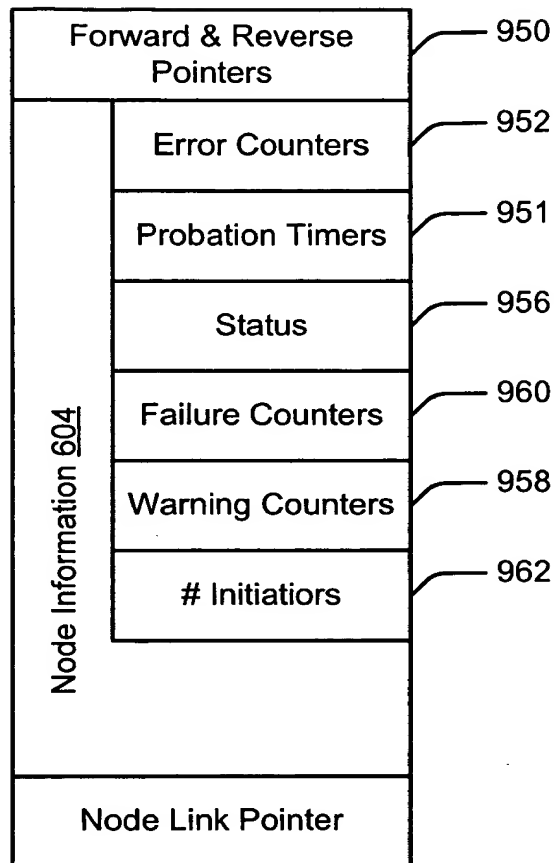 Forward & Reverse
Pointers
950
Error Counters
952
Probation Timers
951
Status
956
Failure Counters
960
Warning Counters
958
# Initiatiors
962
Node Information 604
Node Link Pointer